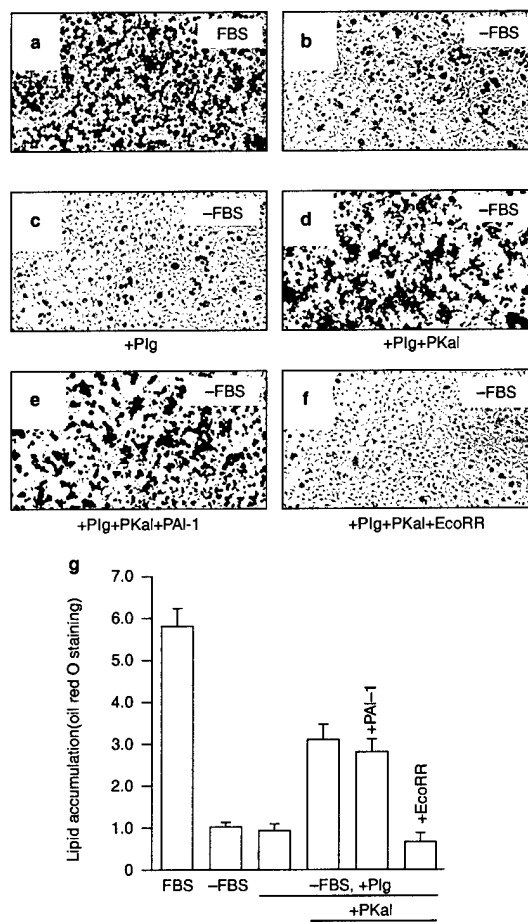 a
FBS
b
–FBS
c
–FBS
+Plg
d
–FBS
+Plg+PKal
e
–FBS
+Plg+PKal+PAI-1
f
–FBS
+Plg+PKal+EcoRR
g
Lipid accumulation(oil red O staining)
7.0
6.0
5.0
4.0
3.0
2.0
1.0
0
+PAI–1
+EcoRR
FBS
–FBS
–FBS, +Plg
+PKal